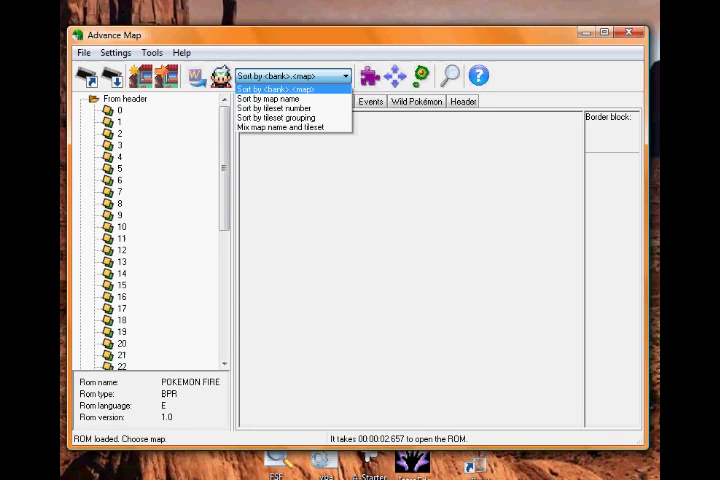 Advance Map
File Settings Tools Help
Sort by <bank>.<map>
Sort by <bank>.<map>
Sort by map name
Sort by tileset number
Sort by tileset grouping
Mix map name and tileset
Events Wild Pokémon Header
From header
0
1
2
3
4
5
6
7
8
9
10
11
12
13
14
15
16
17
18
19
20
21
22
Border block:
Rom name: POKEMON FIRE
Rom type: BPR
Rom language: E
Rom version: 1.0
ROM loaded. Choose map.
It takes 00:00:02.657 to open the ROM.
A-Starter